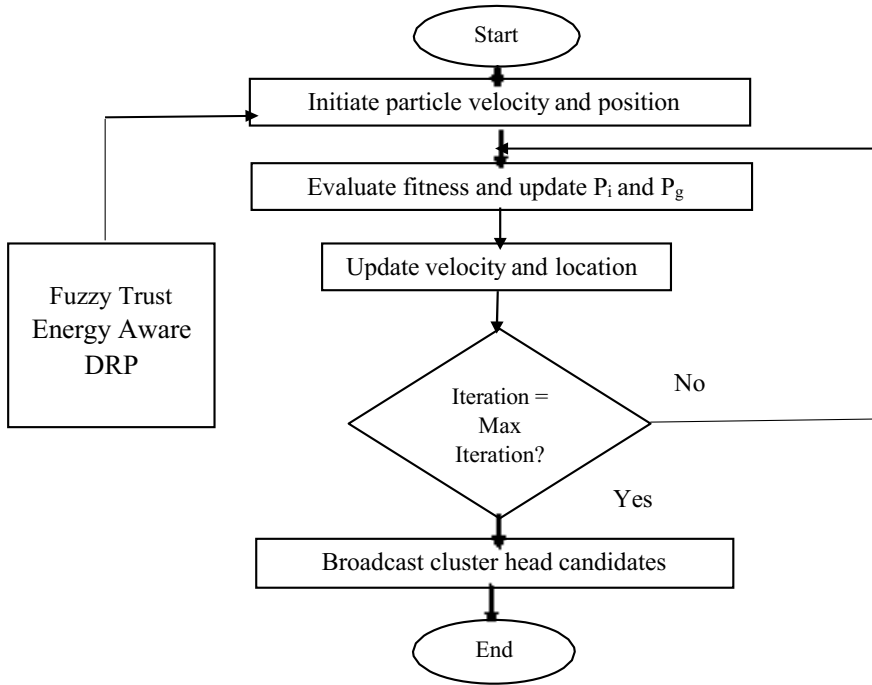 Start
Initiate particle velocity and position
Evaluate fitness and update Pᵢ and P_g
Update velocity and location
Fuzzy Trust
Energy Aware
DRP
Iteration =
Max
Iteration?
No
Yes
Broadcast cluster head candidates
End